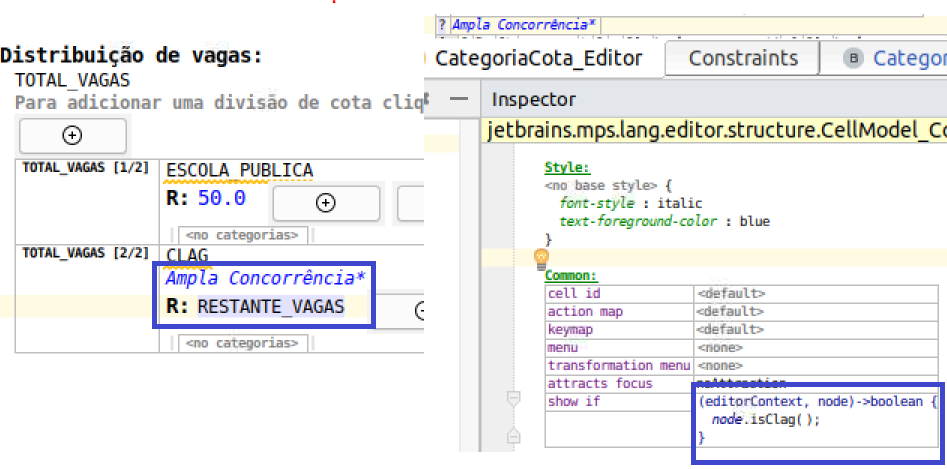 Distribuição de vagas:
TOTAL_VAGAS
Para adicionar uma divisão de cota cliq
TOTAL_VAGAS [1/2]
ESCOLA_PUBLICA
R: 50.0
<no categorias>
TOTAL_VAGAS [2/2]
CLAG
Ampla Concorrência*
R: RESTANTE_VAGAS
<no categorias>
? Ampla Concorrência*
CategoriaCota_Editor
Constraints
B Categor
Inspector
jetbrains.mps.lang.editor.structure.CellModel_Co
Style:
<no base style> {
font-style : italic
text-foreground-color : blue
}
Common:
cell id <default>
action map <default>
keymap <default>
menu <none>
transformation menu <none>
attracts focus noAttraction
show if (editorContext, node)->boolean {
node.isClag();
}